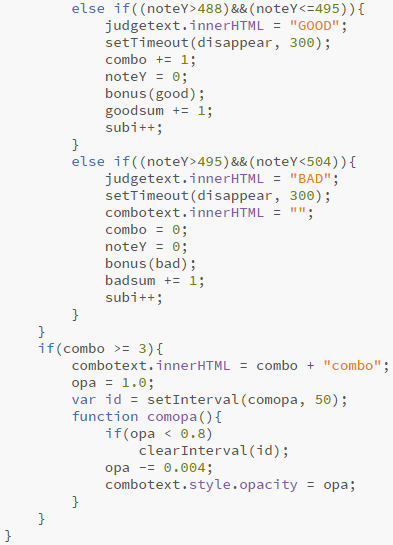 else if((noteY>488)&&(noteY<=495)){
judgetext.innerHTML = "GOOD";
setTimeout(disappear, 300);
combo += 1;
noteY = 0;
bonus(good);
goodsum += 1;
subi++;
}
else if((noteY>495)&&(noteY<504)){
judgetext.innerHTML = "BAD";
setTimeout(disappear, 300);
combotext.innerHTML = "";
combo = 0;
noteY = 0;
bonus(bad);
badsum += 1;
subi++;
}
}
if(combo >= 3){
combotext.innerHTML = combo + "combo";
opa = 1.0;
var id = setInterval(comopa, 50);
function comopa(){
if(opa < 0.8)
clearInterval(id);
opa -= 0.004;
combotext.style.opacity = opa;
}
}
}